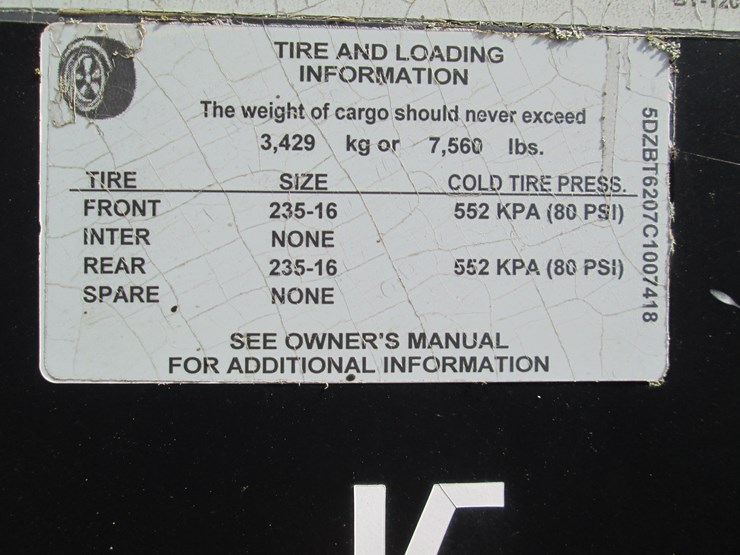 TIRE AND LOADING
INFORMATION
The weight of cargo should never exceed
3,429 kg or 7,560 lbs.
TIRE SIZE COLD TIRE PRESS.
FRONT 235-16 552 KPA (80 PSI)
INTER NONE
REAR 235-16 552 KPA (80 PSI)
SPARE NONE
SEE OWNER'S MANUAL
FOR ADDITIONAL INFORMATION
5DZBT6207C1007418